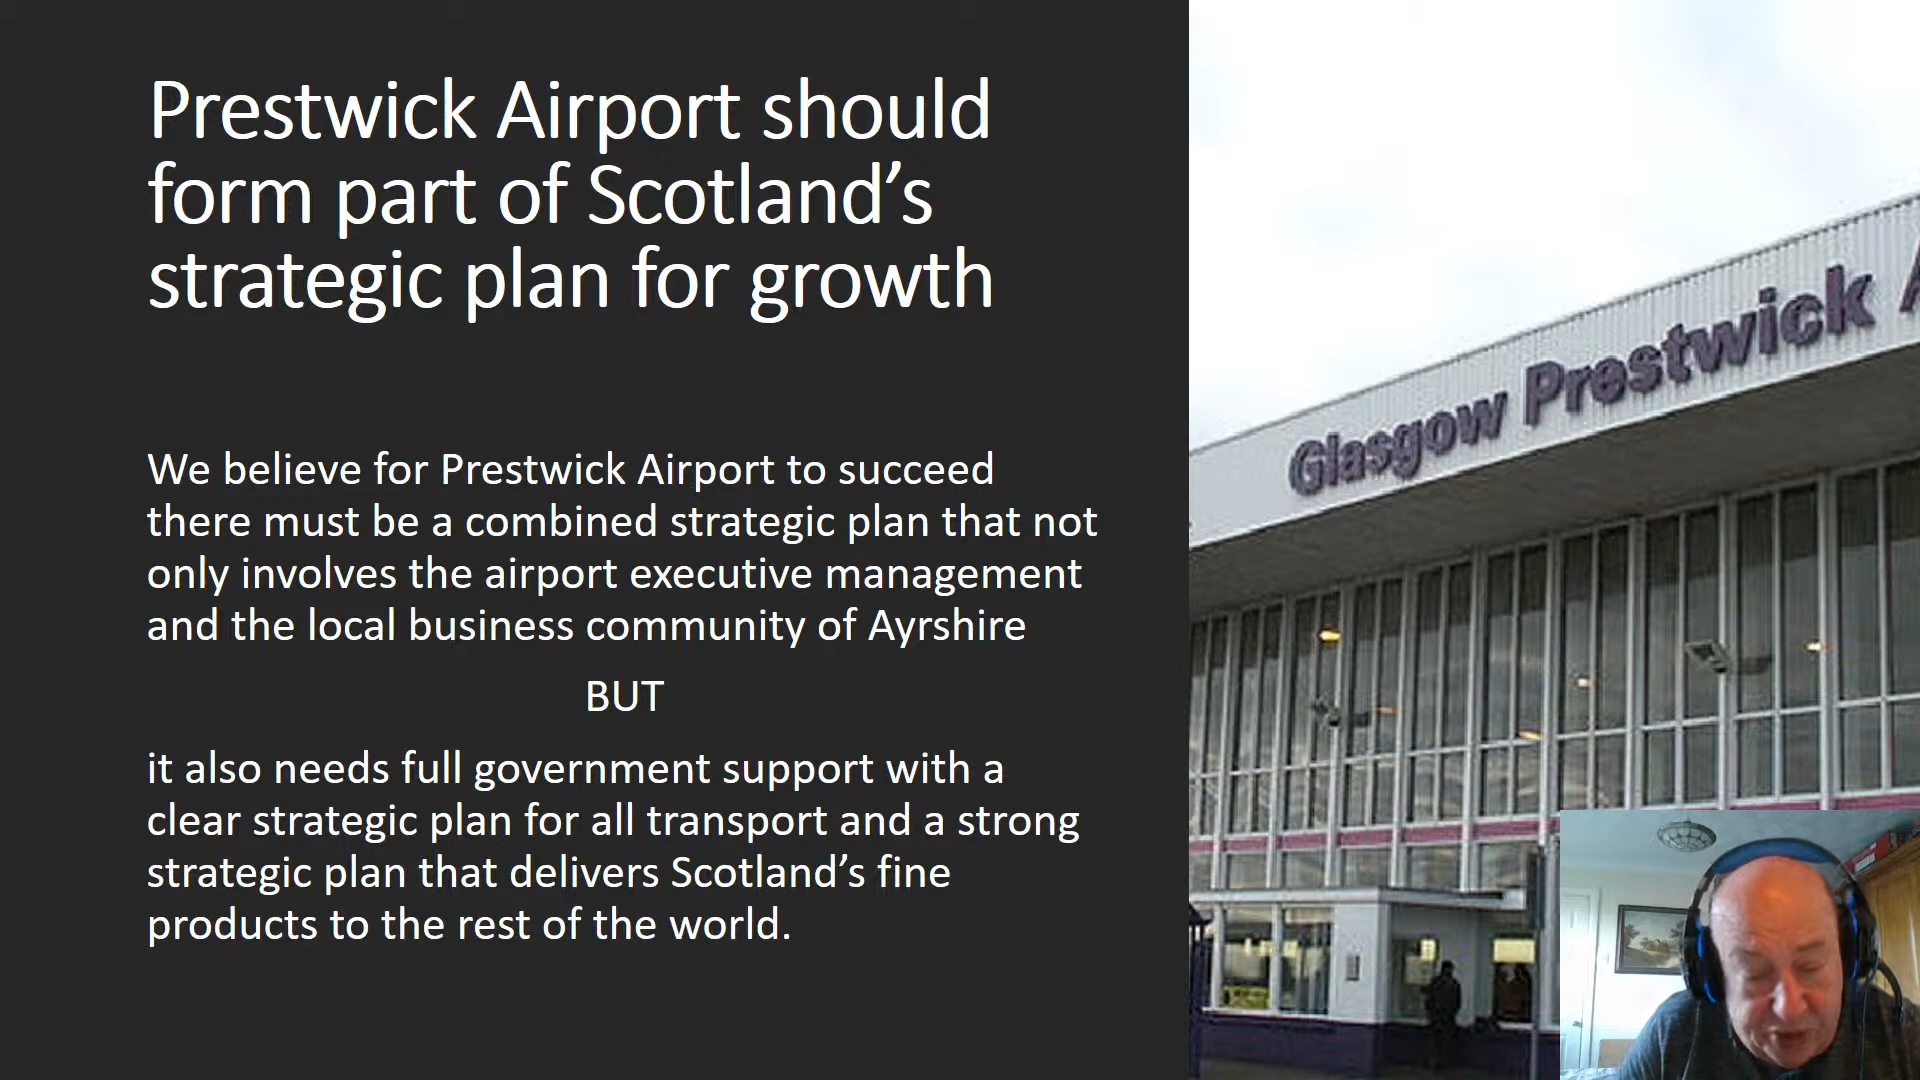 Prestwick Airport should
form part of Scotland’s
strategic plan for growth
We believe for Prestwick Airport to succeed
there must be a combined strategic plan that not
only involves the airport executive management
and the local business community of Ayrshire
BUT
it also needs full government support with a
clear strategic plan for all transport and a strong
strategic plan that delivers Scotland’s fine
products to the rest of the world.
Glasgow Prestwick A